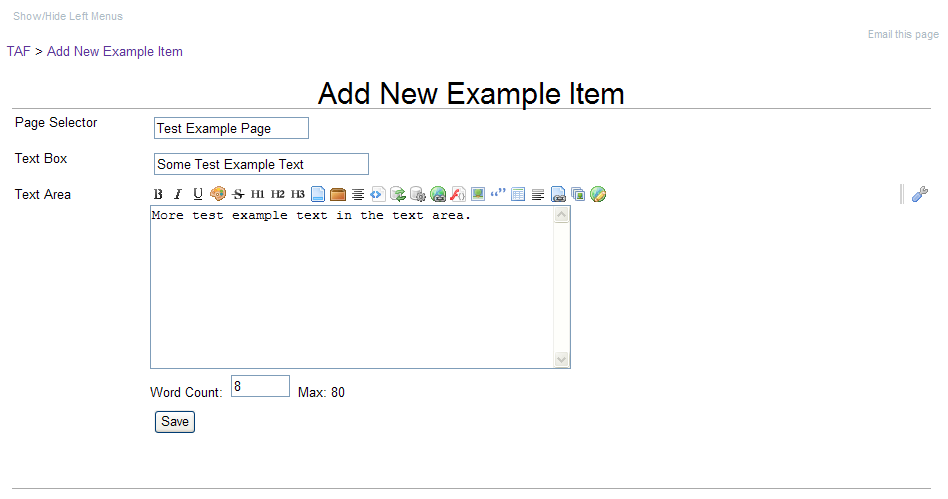 Show/Hide Left Menus
Email this page
TAF > Add New Example Item
Add New Example Item
Page Selector
Test Example Page
Text Box
Some Test Example Text
Text Area
B I U S H1 H2 H3 “”
More test example text in the text area.
Word Count: 8 Max: 80
Save